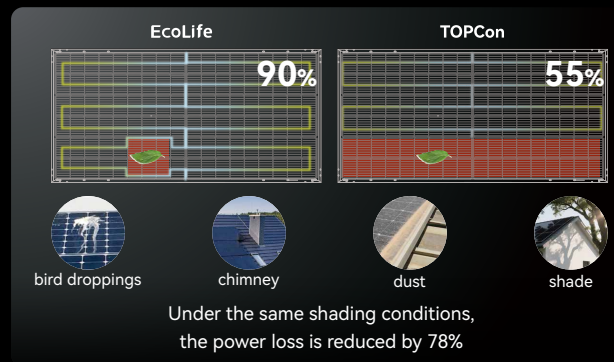 EcoLife
TOPCon
90%
55%
bird droppings
chimney
dust
shade
Under the same shading conditions,
the power loss is reduced by 78%